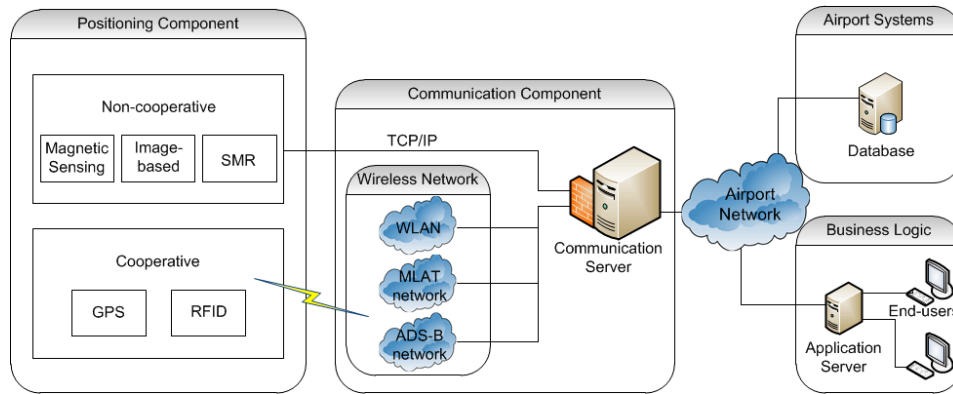 Positioning Component
Non-cooperative
Magnetic
Sensing
Image-
based
SMR
Cooperative
GPS
RFID
Communication Component
TCP/IP
Wireless Network
WLAN
MLAT
network
ADS-B
network
Communication
Server
Airport
Network
Airport Systems
Database
Business Logic
End-users
Application
Server